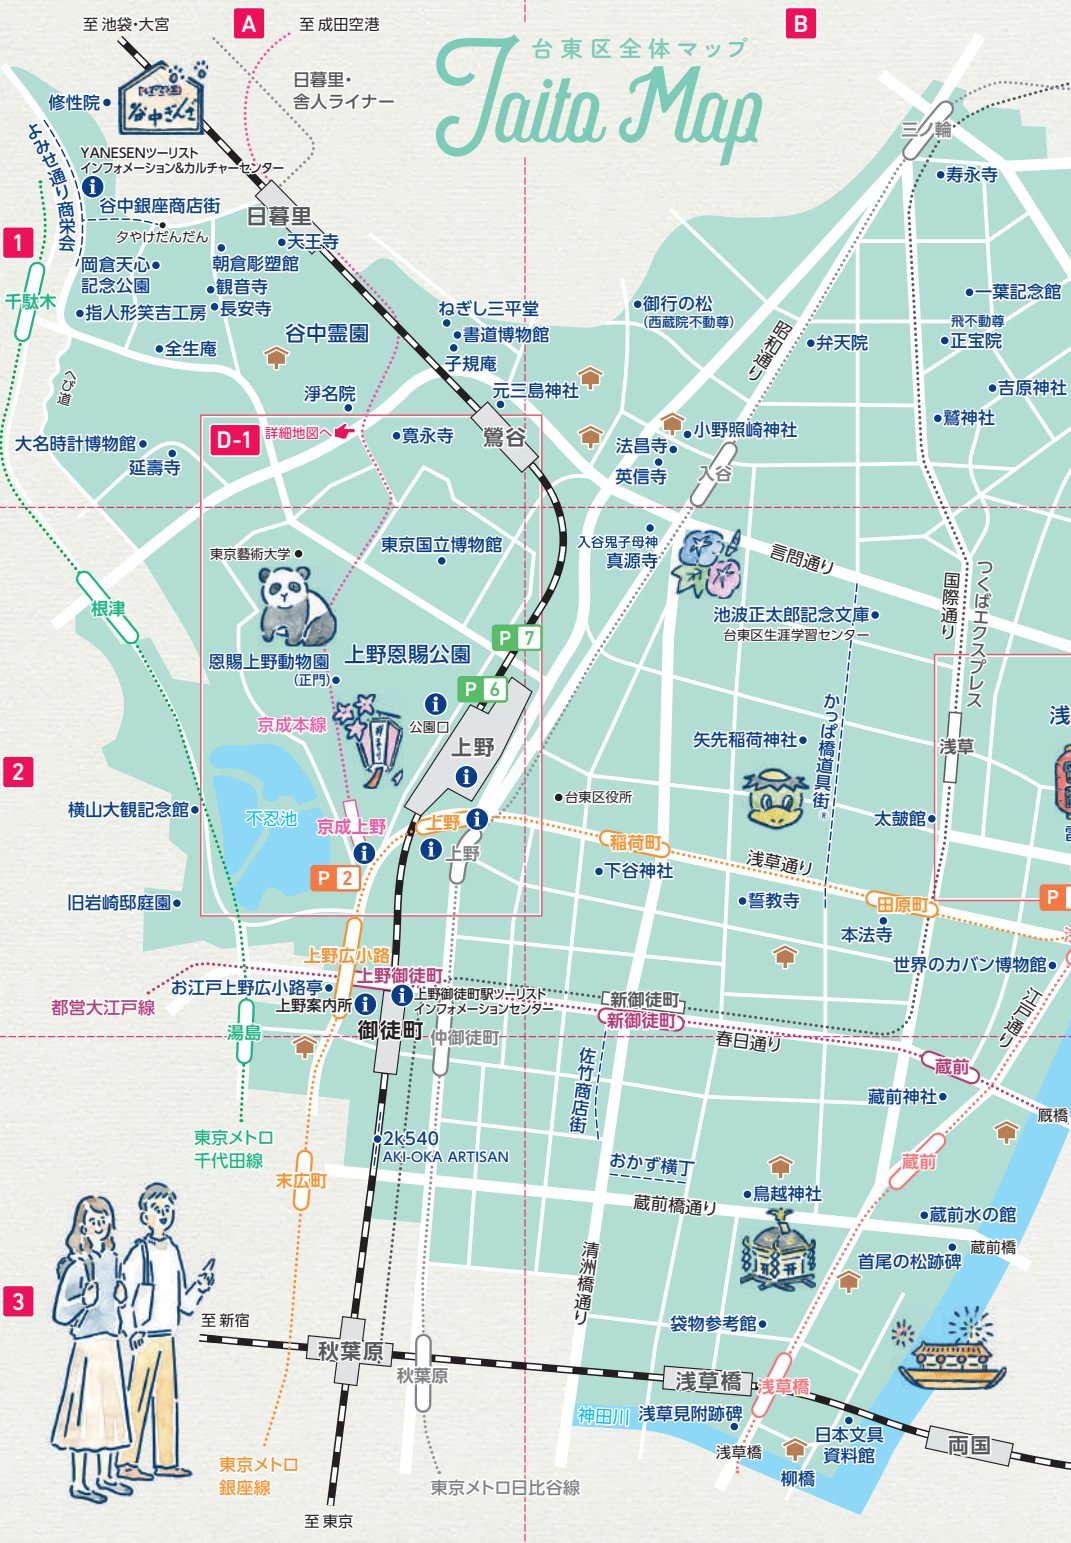 A
B
1
2
3
台東区全体マップ
Taito Map
至 池袋・大宮
至 成田空港
日暮里・
舎人ライナー
谷中ぎんざ
修性院
よみせ通り商栄会
YANESENツーリスト
インフォメーション&カルチャーセンター
谷中銀座商店街
夕やけだんだん
日暮里
天王寺
朝倉彫塑館
岡倉天心
記念公園
観音寺
長安寺
指人形笑吉工房
千駄木
全生庵
谷中霊園
へび道
浄名院
大名時計博物館
延壽寺
ねぎし三平堂
書道博物館
子規庵
元三島神社
三ノ輪
寿永寺
御行の松
(西蔵院不動尊)
昭和通り
弁天院
一葉記念館
飛不動尊
正宝院
吉原神社
鷲神社
D-1
詳細地図へ
寛永寺
鶯谷
小野照崎神社
法昌寺
英信寺
入谷
東京藝術大学
東京国立博物館
入谷鬼子母神
真源寺
言問通り
国際通り
つくばエクスプレス
池波正太郎記念文庫
台東区生涯学習センター
根津
恩賜上野動物園
(正門)
上野恩賜公園
P 7
P 6
公園口
京成本線
上野
かっぱ橋道具街®
矢先稲荷神社
浅草
浅
太鼓館
台東区役所
横山大観記念館
不忍池
京成上野
P 2
上野
上野
稲荷町
下谷神社
浅草通り
誓教寺
田原町
本法寺
P
旧岩崎邸庭園
上野広小路
世界のカバン博物館
江戸通り
上野御徒町
お江戸上野広小路亭
上野案内所
上野御徒町駅ツーリスト
インフォメーションセンター
都営大江戸線
湯島
御徒町
仲御徒町
新御徒町
新御徒町
春日通り
佐竹商店街
蔵前
蔵前神社
厩橋
東京メトロ
千代田線
2k540
AKI-OKA ARTISAN
末広町
おかず横丁
蔵前
鳥越神社
蔵前橋通り
蔵前水の館
蔵前橋
首尾の松跡碑
清洲橋通り
至 新宿
秋葉原
秋葉原
袋物参考館
浅草橋
浅草橋
神田川
浅草見附跡碑
浅草橋
日本文具
資料館
柳橋
両国
東京メトロ
銀座線
東京メトロ日比谷線
至 東京